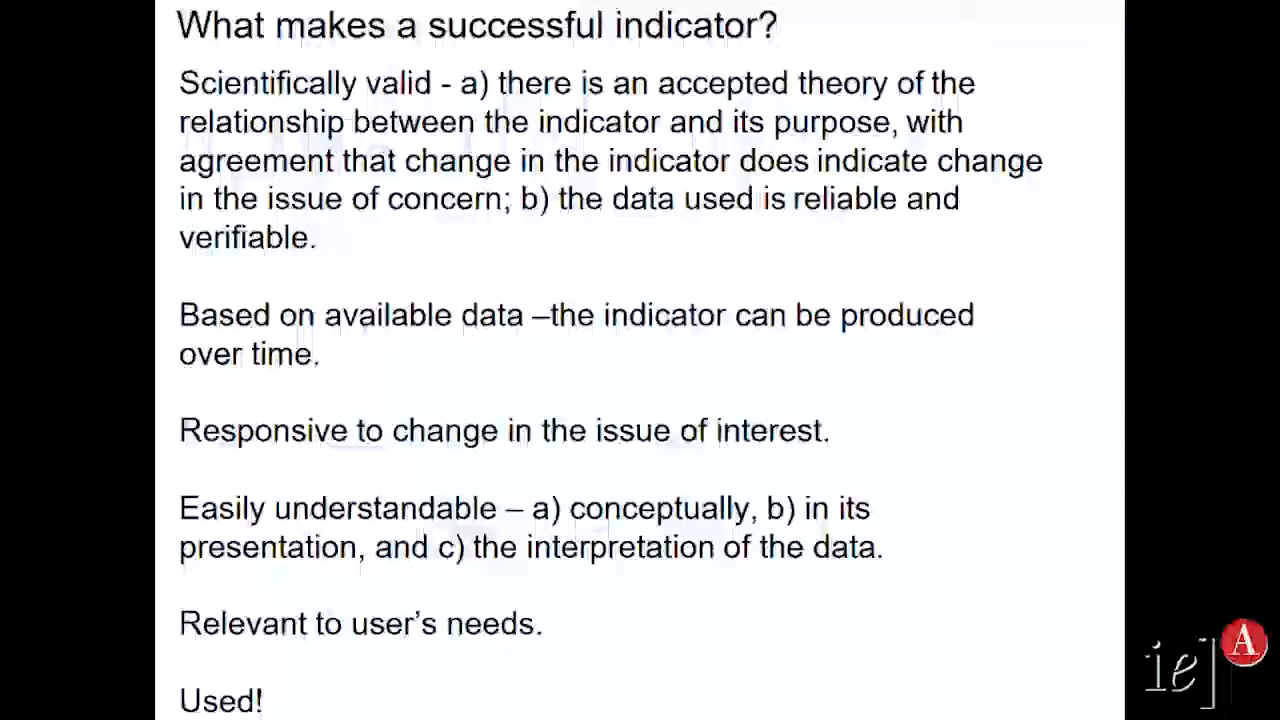 What makes a successful indicator?
Scientifically valid - a) there is an accepted theory of the
relationship between the indicator and its purpose, with
agreement that change in the indicator does indicate change
in the issue of concern; b) the data used is reliable and
verifiable.
Based on available data –the indicator can be produced
over time.
Responsive to change in the issue of interest.
Easily understandable – a) conceptually, b) in its
presentation, and c) the interpretation of the data.
Relevant to user’s needs.
Used!
ie] A